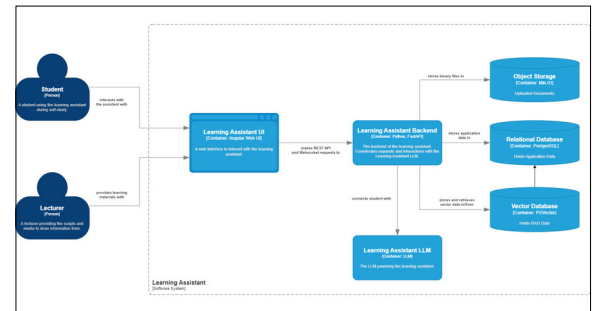 Student
[Person]
A student using the learning assistant
during self-study.
interacts with
the assistant with
Lecturer
[Person]
A lecturer providing the scripts and
media to draw information from.
provides learning
materials with
Learning Assistant UI
[Container: Angular Web UI]
A web interface to interact with the learning
assistant
makes REST API
and Websocket requests to
Learning Assistant Backend
[Container: Python, FastAPI]
The backend of the learning assistant
Coordinates requests and interactions with the
Learning Assistant LLM
stores binary files in
Object Storage
[Container: Min IO]
Uploaded Documents
stores application
data in
Relational Database
[Container: PostgreSQL]
Holds Application Data
stores and retrieves
vector data in/from
Vector Database
[Container: PGVector]
Holds RAG Data
connects student with
Learning Assistant LLM
[Container: LLM]
The LLM powering the learning assistant
Learning Assistant
[Software System]